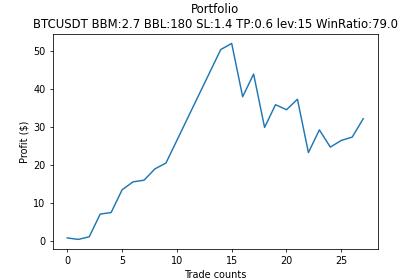 Portfolio
BTCUSDT BBM:2.7 BBL:180 SL:1.4 TP:0.6 lev:15 WinRatio:79.0
Profit ($)
50
40
30
20
10
0
0 5 10 15 20 25
Trade counts